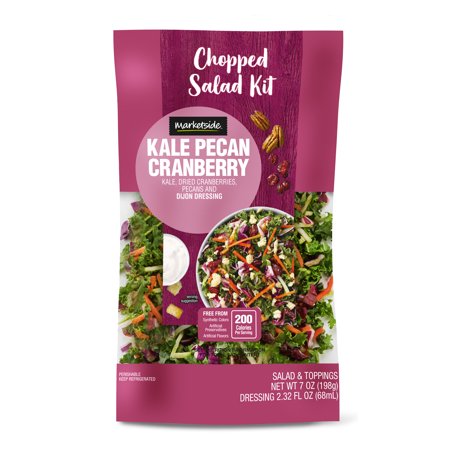 Chopped
Salad Kit
marketside.
KALE PECAN
CRANBERRY
KALE, DRIED CRANBERRIES,
PECANS AND
DIJON DRESSING
serving
suggestion
FREE FROM
Synthetic Colors
Artificial
Preservatives
Artificial Flavors
200
Calories
Per Serving
PERISHABLE
KEEP REFRIGERATED
SALAD & TOPPINGS
NET WT 7 OZ (198g)
DRESSING 2.32 FL OZ (68mL)